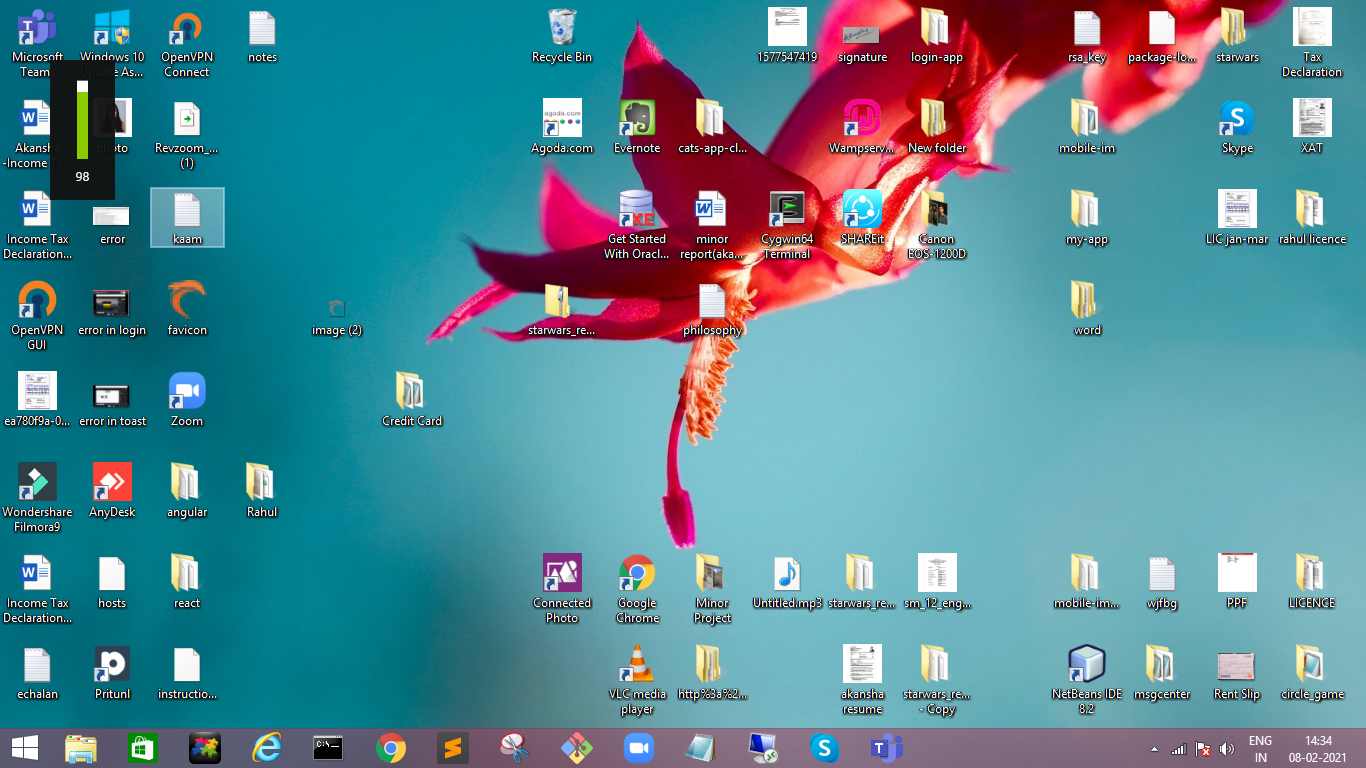 Microsoft
Team
Windows 10
Update As...
OpenVPN
Connect
notes
Recycle Bin
1577547419
signature
login-app
rsa_key
package-lo...
starwars
Tax
Declaration
Akansha
-Income Ta...
photo
Revzoom_...
(1)
Agoda.com
agoda.com
Evernote
cats-app-cl...
Wampserv...
New folder
mobile-im
Skype
XAT
98
Income Tax
Declaration...
error
kaam
Get Started
With Oracl...
XE
minor
report(aka...
Cygwin64
Terminal
SHAREit
Canon
EOS-1200D
my-app
LIC jan-mar
rahul licence
OpenVPN
GUI
error in login
favicon
image (2)
starwars_re...
philosophy
word
ea780f9a-0...
error in toast
Zoom
Credit Card
Wondershare
Filmora9
AnyDesk
angular
Rahul
Income Tax
Declaration...
hosts
react
Connected
Photo
Google
Chrome
Minor
Project
Untitled.mp3
starwars_re...
sm_12_eng...
mobile-im...
wjfbg
PPF
LICENCE
echalan
Pritunl
instructio...
VLC media
player
http%3a%2...
akansha
resume
starwars_re...
- Copy
NetBeans IDE
8.2
msgcenter
Rent Slip
circle_game
C:\_
ENG
IN
14:34
08-02-2021